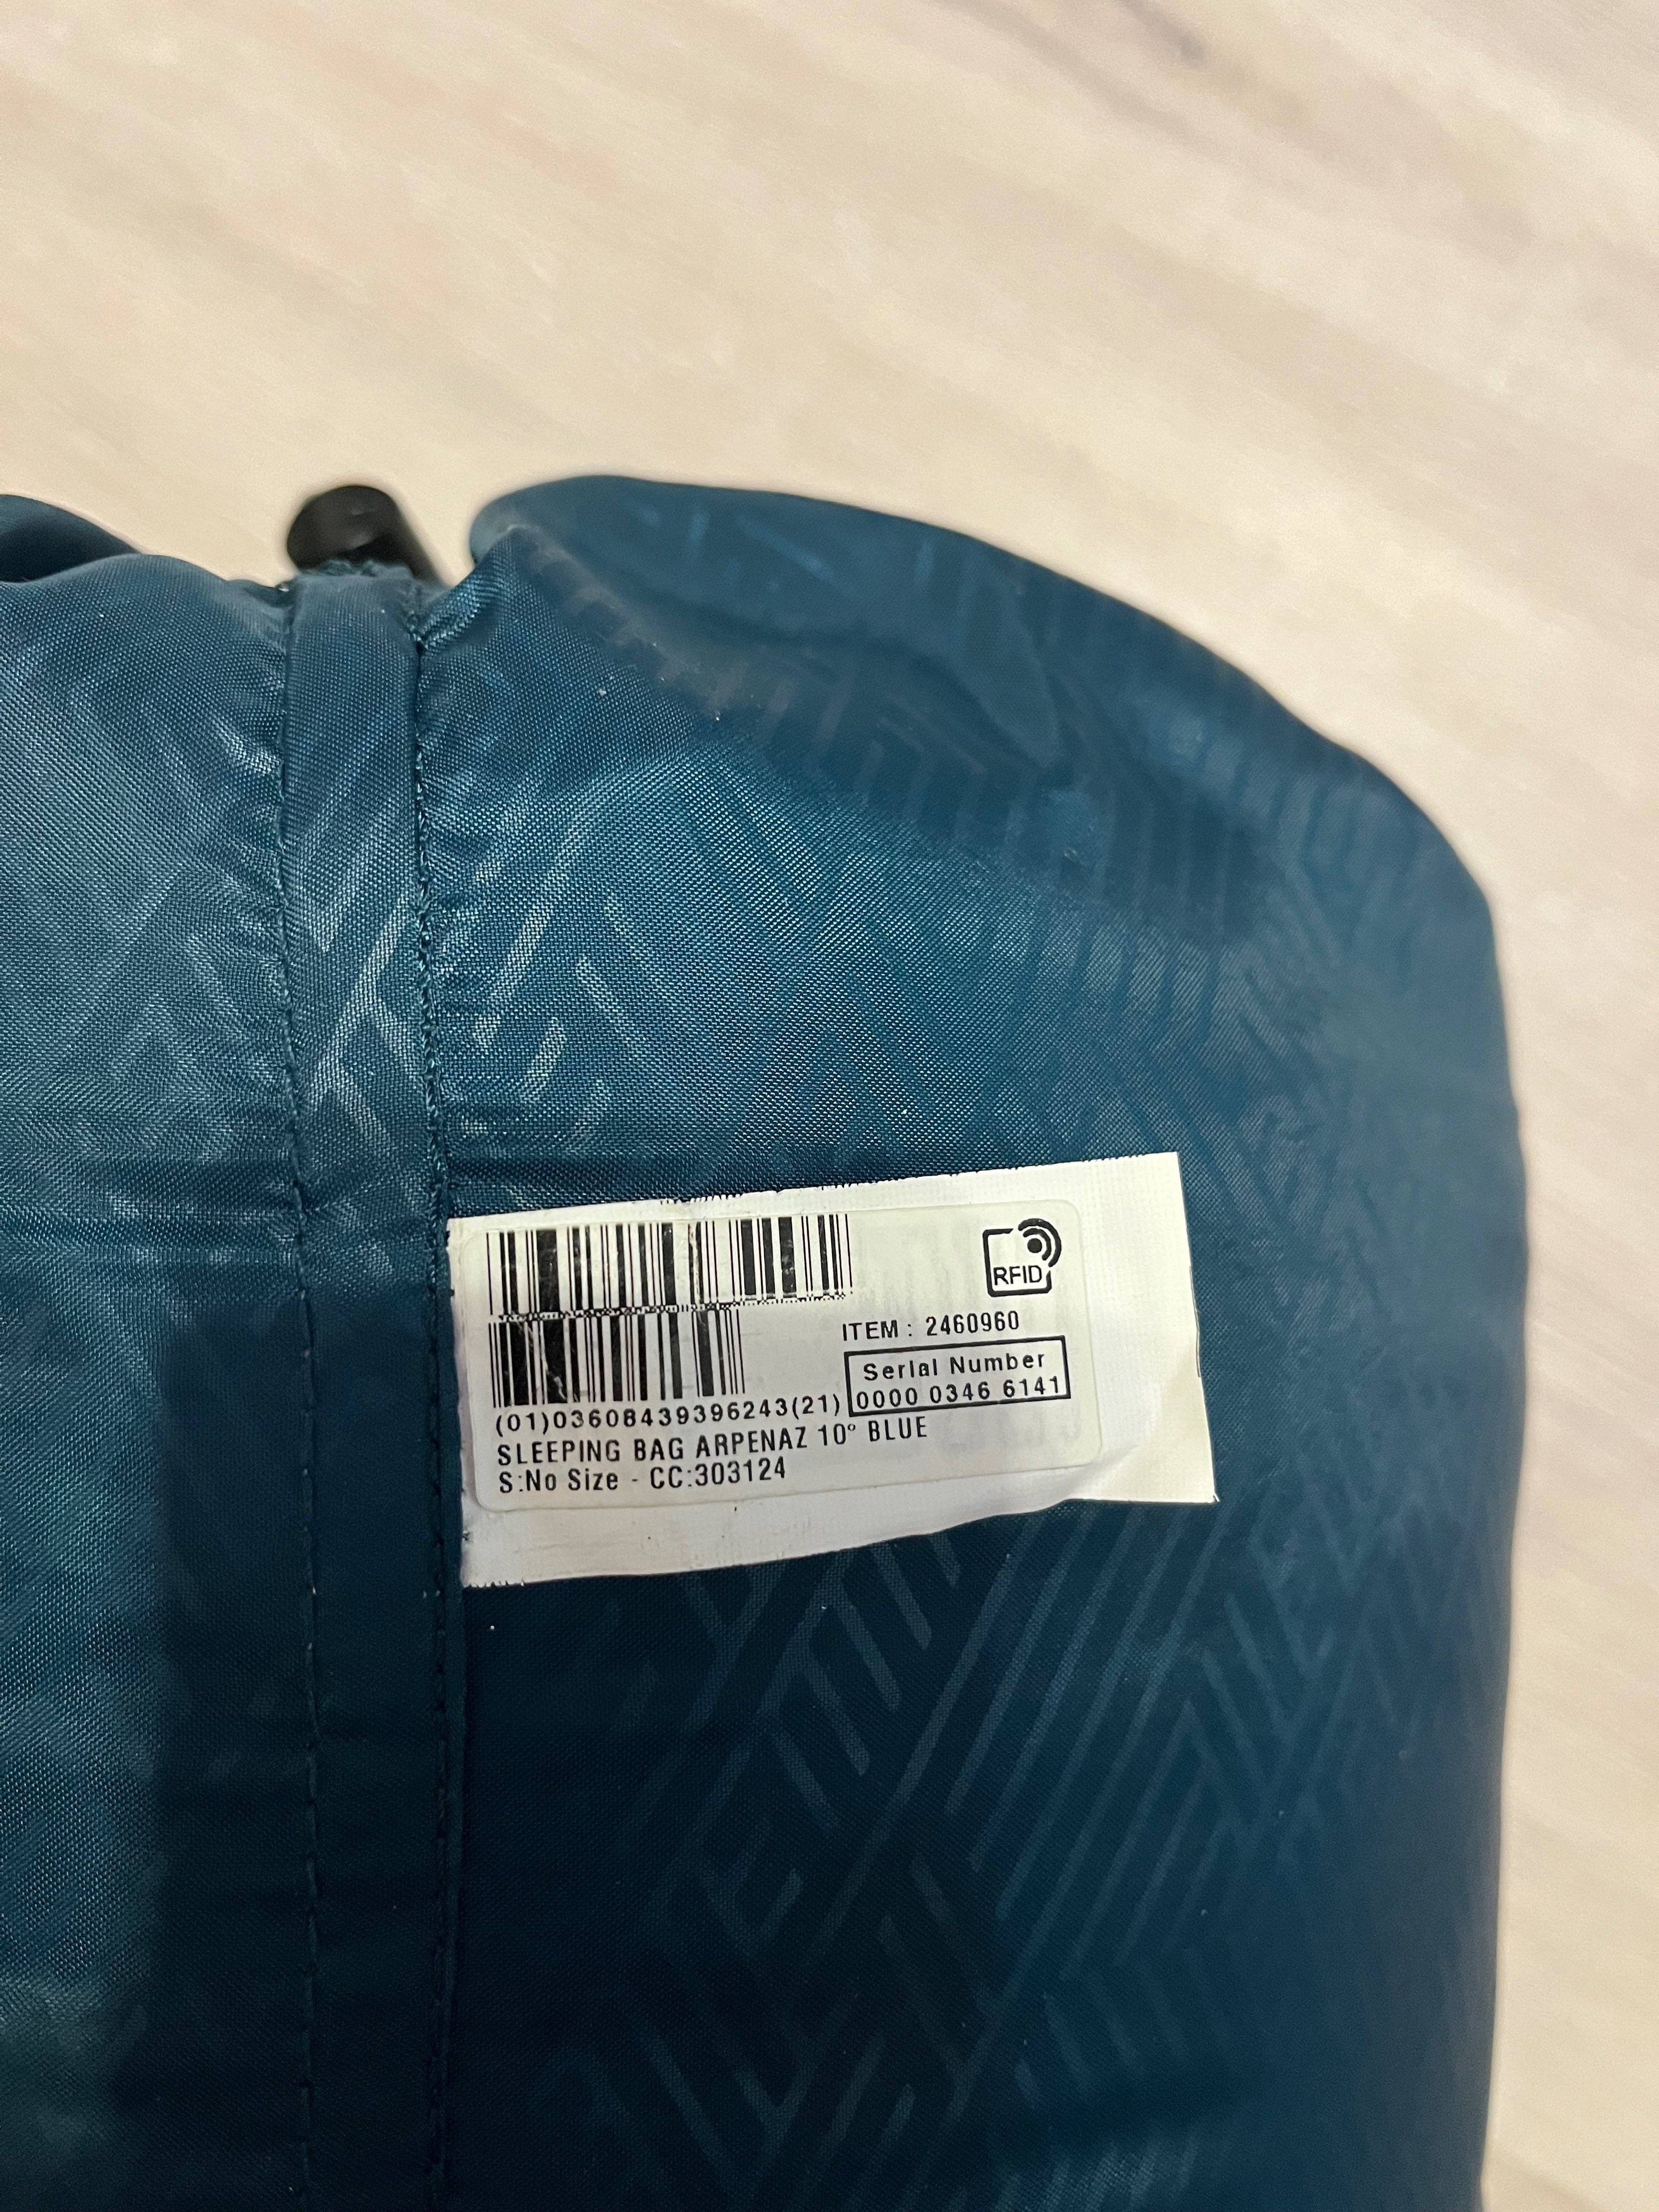 RFID
ITEM : 2460960
Serial Number
0000 0346 6141
(01)03608439396243(21)
SLEEPING BAG ARPENAZ 10° BLUE
S:No Size - CC:303124